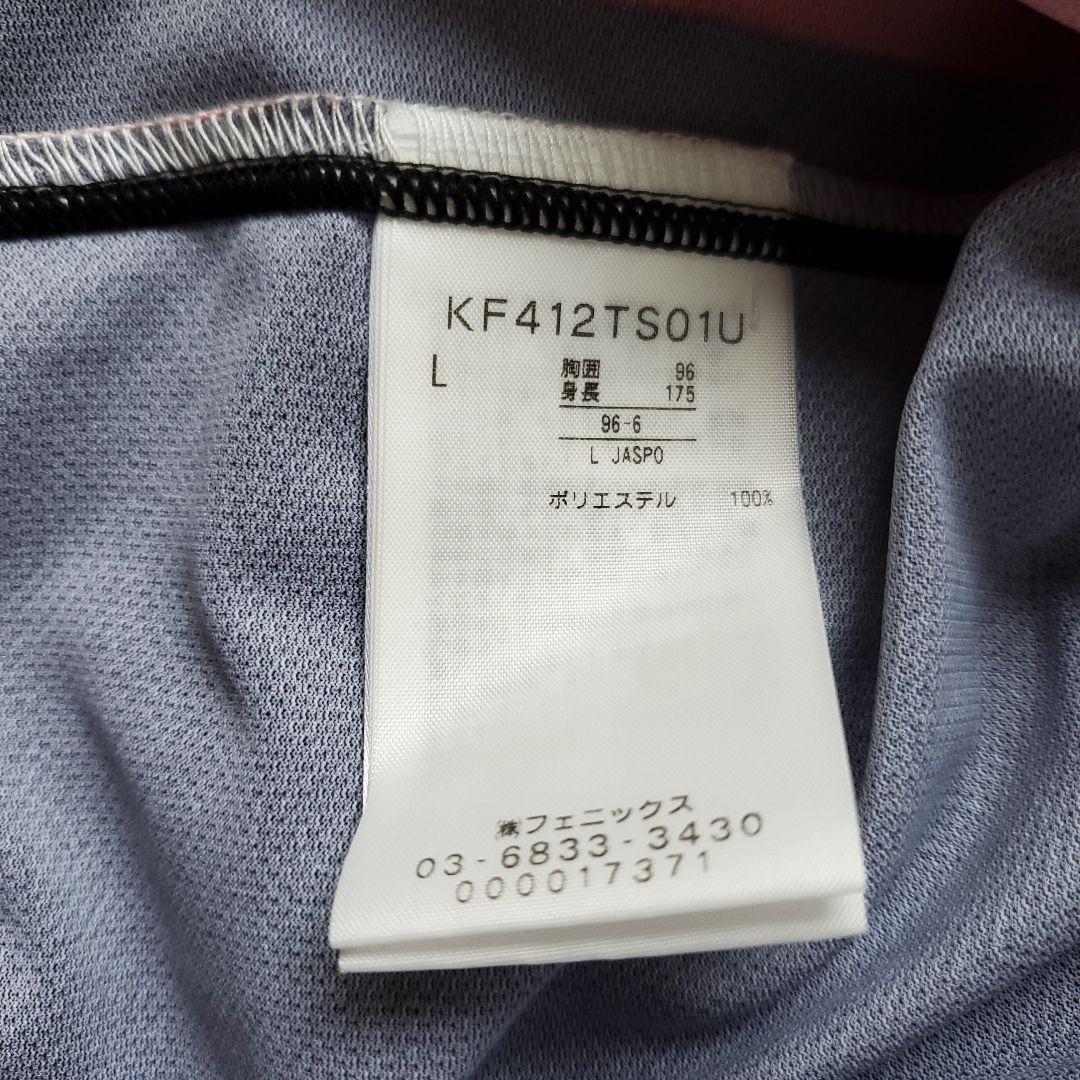 KF412TS01U
L
胸囲 96
身長 175
96-6
L JASPO
ポリエステル 100%
㈱フェニックス
03-6833-3430
000017371